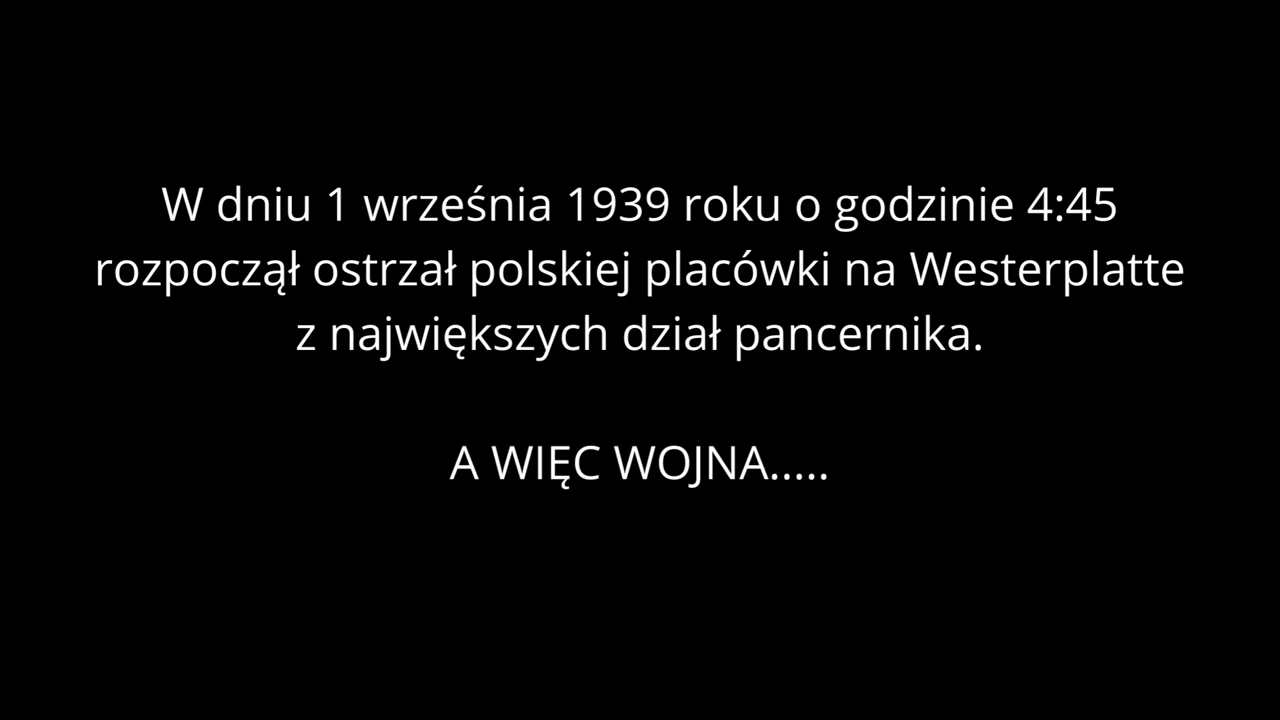 W dniu 1 września 1939 roku o godzinie 4:45
rozpoczął ostrzał polskiej placówki na Westerplatte
z największych dział pancernika.
A WIĘC WOJNA.....